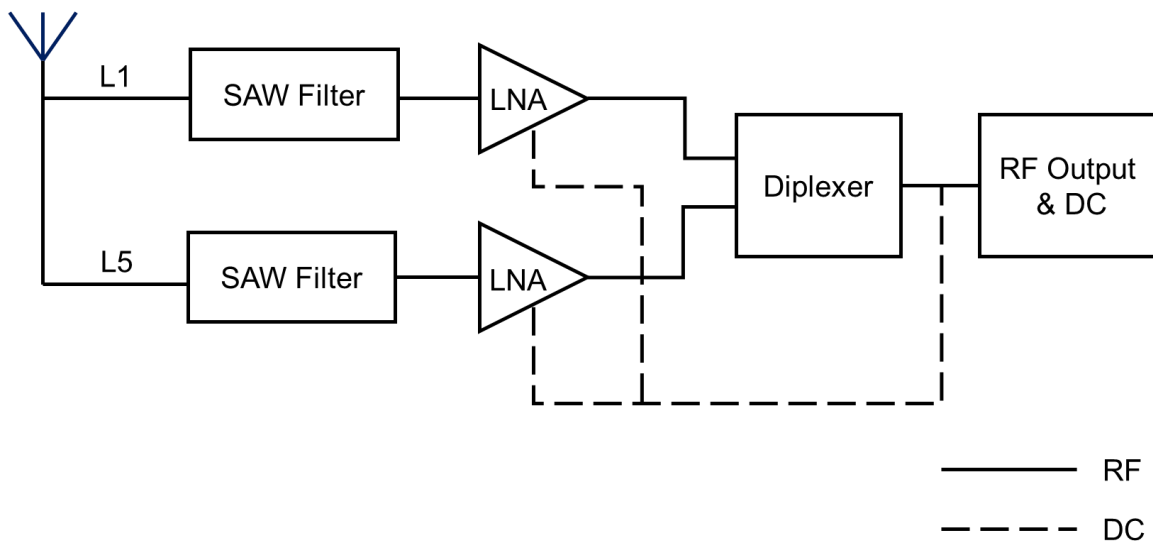 L1
SAW Filter
LNA
Diplexer
RF Output
& DC
L5
SAW Filter
LNA
RF
DC